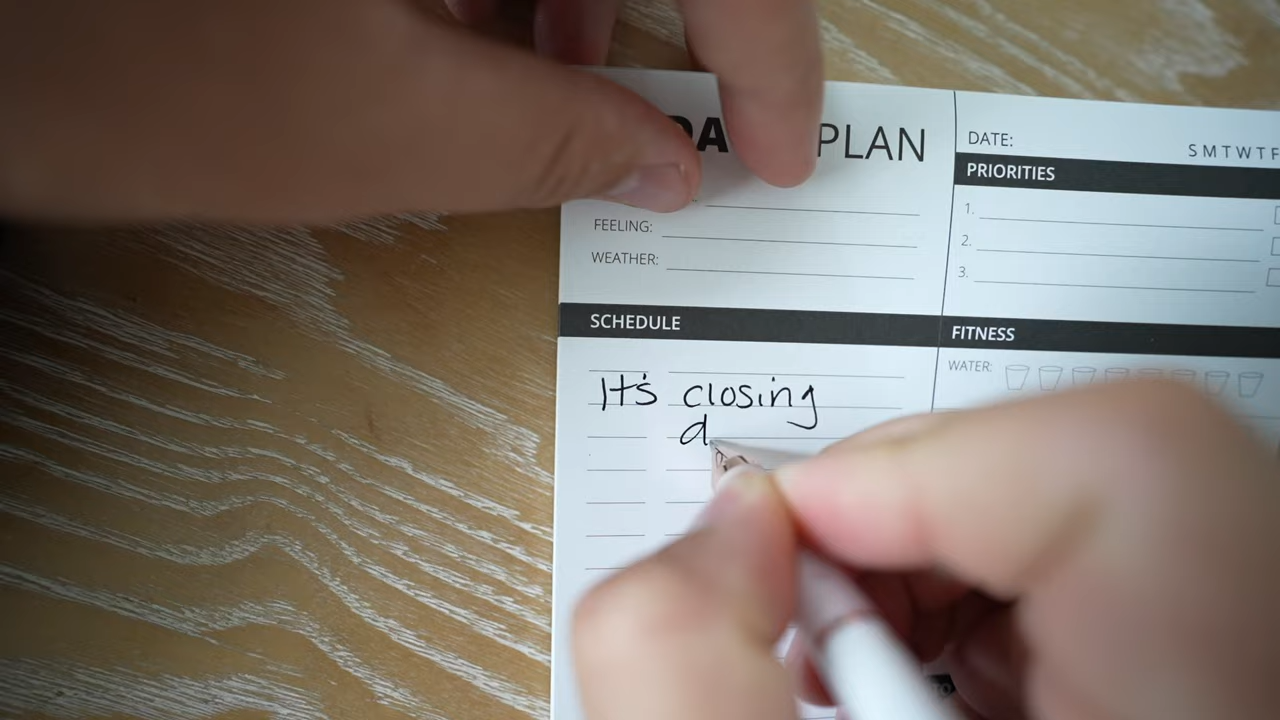 PLAN
DATE:
S M T W T F
PRIORITIES
1.
2.
3.
FEELING:
WEATHER:
SCHEDULE
FITNESS
WATER:
It's closing
d